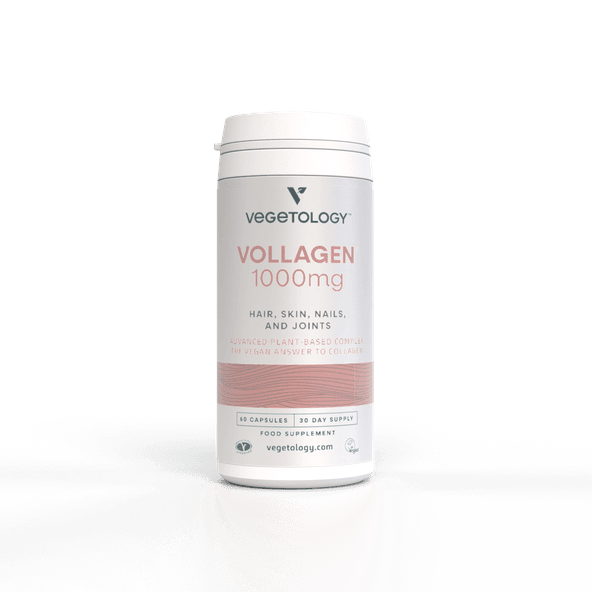 VEGETOLOGY™
VOLLAGEN
1000mg
HAIR, SKIN, NAILS,
AND JOINTS
ADVANCED PLANT-BASED COMPLEX
THE VEGAN ANSWER TO COLLAGEN
60 CAPSULES 30 DAY SUPPLY
FOOD SUPPLEMENT
vegetology.com